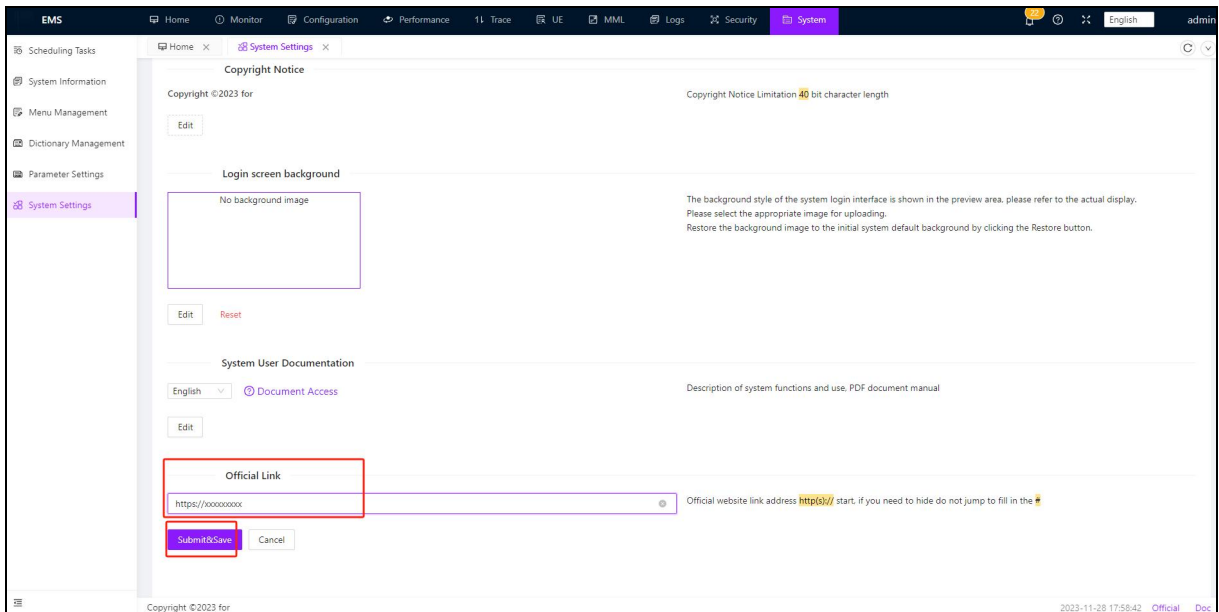 EMS Home Monitor Configuration Performance Trace UE MML Logs Security System 22 English admin
Scheduling Tasks
System Information
Menu Management
Dictionary Management
Parameter Settings
System Settings
Home System Settings
Copyright Notice
Copyright ©2023 for
Copyright Notice Limitation 40 bit character length
Edit
Login screen background
No background image
The background style of the system login interface is shown in the preview area, please refer to the actual display.
Please select the appropriate image for uploading.
Restore the background image to the initial system default background by clicking the Restore button.
Edit Reset
System User Documentation
English Document Access
Description of system functions and use, PDF document manual
Edit
Official Link
https://xxxxxxxxx
Official website link address http(s):// start, if you need to hide do not jump to fill in the #
Submit&Save Cancel
Copyright ©2023 for
2023-11-28 17:58:42 Official Doc